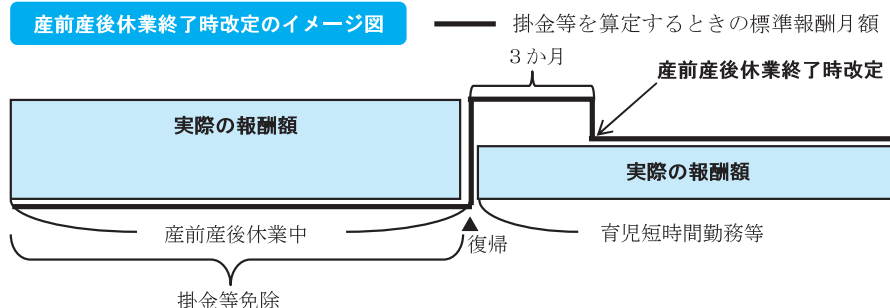 産前産後休業終了時改定のイメージ図
掛金等を算定するときの標準報酬月額
３か月
産前産後休業終了時改定
実際の報酬額
実際の報酬額
産前産後休業中
復帰
育児短時間勤務等
掛金等免除